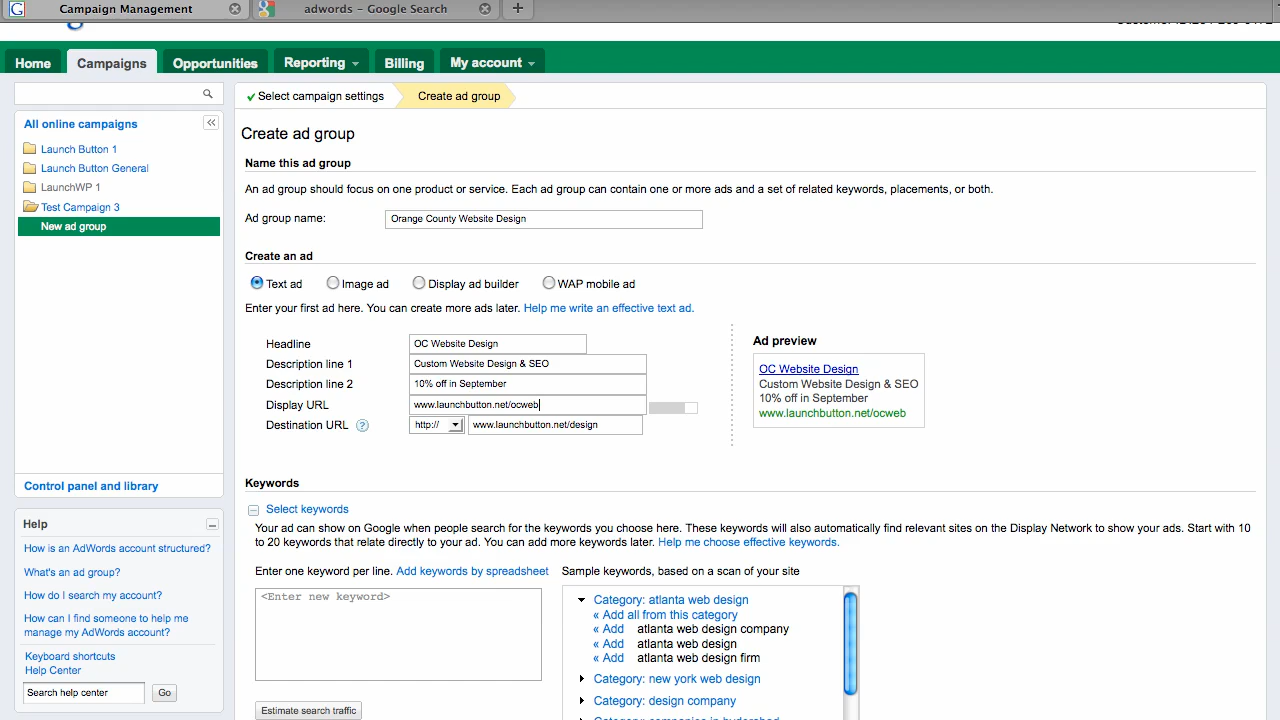 Campaign Management
adwords – Google Search
Home
Campaigns
Opportunities
Reporting
Billing
My account
Select campaign settings
Create ad group
All online campaigns
Launch Button 1
Launch Button General
LaunchWP 1
Test Campaign 3
New ad group
Control panel and library
Help
How is an AdWords account structured?
What's an ad group?
How do I search my account?
How can I find someone to help me
manage my AdWords account?
Keyboard shortcuts
Help Center
Search help center
Go
Create ad group
Name this ad group
An ad group should focus on one product or service. Each ad group can contain one or more ads and a set of related keywords, placements, or both.
Ad group name: Orange County Website Design
Create an ad
Text ad Image ad Display ad builder WAP mobile ad
Enter your first ad here. You can create more ads later. Help me write an effective text ad.
Headline OC Website Design
Description line 1 Custom Website Design & SEO
Description line 2 10% off in September
Display URL www.launchbutton.net/ocweb
Destination URL ? http:// www.launchbutton.net/design
Ad preview
OC Website Design
Custom Website Design & SEO
10% off in September
www.launchbutton.net/ocweb
Keywords
Select keywords
Your ad can show on Google when people search for the keywords you choose here. These keywords will also automatically find relevant sites on the Display Network to show your ads. Start with 10
to 20 keywords that relate directly to your ad. You can add more keywords later. Help me choose effective keywords.
Enter one keyword per line. Add keywords by spreadsheet
<Enter new keyword>
Estimate search traffic
Sample keywords, based on a scan of your site
Category: atlanta web design
« Add all from this category
« Add atlanta web design company
« Add atlanta web design
« Add atlanta web design firm
Category: new york web design
Category: design company